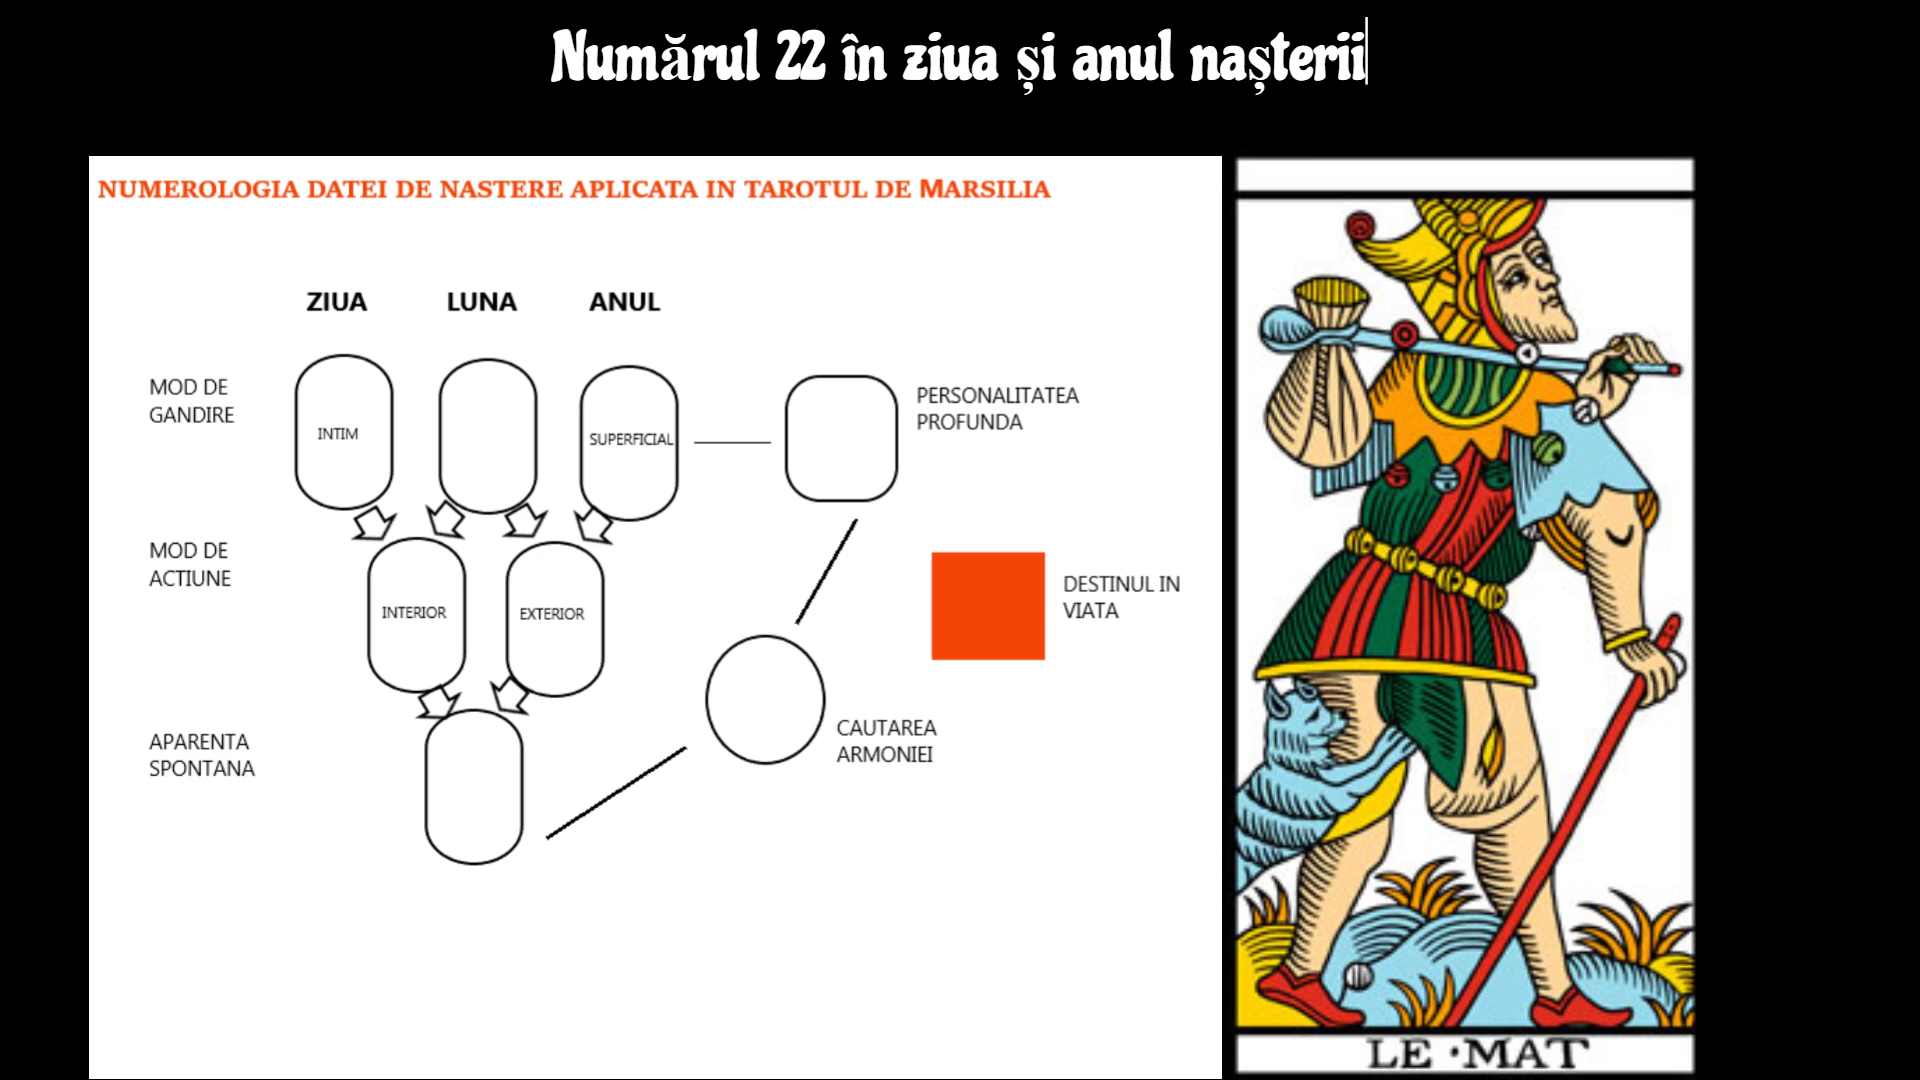 Numărul 22 în ziua și anul nașterii
NUMEROLOGIA DATEI DE NASTERE APLICATA IN TAROTUL DE MARSILIA
ZIUA LUNA ANUL
MOD DE
GANDIRE
INTIM
SUPERFICIAL
PERSONALITATEA
PROFUNDA
MOD DE
ACTIUNE
INTERIOR
EXTERIOR
DESTINUL IN
VIATA
APARENTA
SPONTANA
CAUTAREA
ARMONIEI
LE •MAT